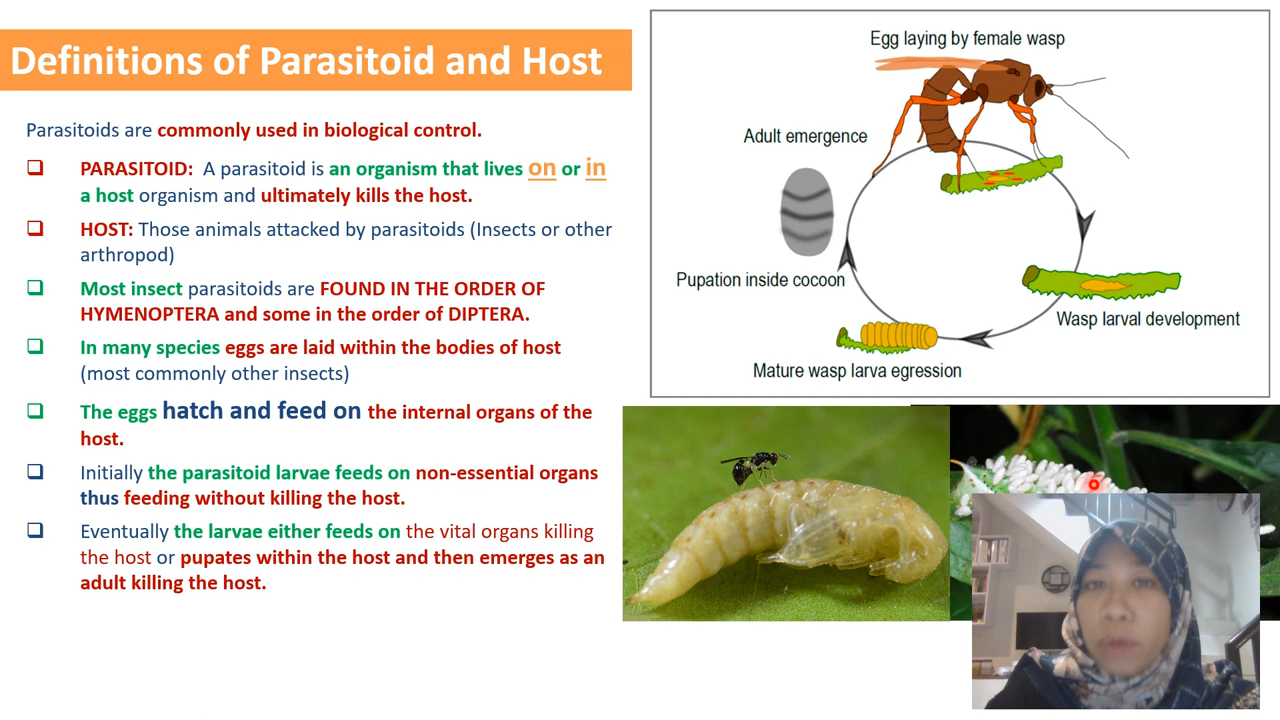 Definitions of Parasitoid and Host
Parasitoids are commonly used in biological control.
PARASITOID: A parasitoid is an organism that lives on or in
a host organism and ultimately kills the host.
HOST: Those animals attacked by parasitoids (Insects or other
arthropod)
Most insect parasitoids are FOUND IN THE ORDER OF
HYMENOPTERA and some in the order of DIPTERA.
In many species eggs are laid within the bodies of host
(most commonly other insects)
The eggs hatch and feed on the internal organs of the
host.
Initially the parasitoid larvae feeds on non-essential organs
thus feeding without killing the host.
Eventually the larvae either feeds on the vital organs killing
the host or pupates within the host and then emerges as an
adult killing the host.
Egg laying by female wasp
Adult emergence
Pupation inside cocoon
Wasp larval development
Mature wasp larva egression